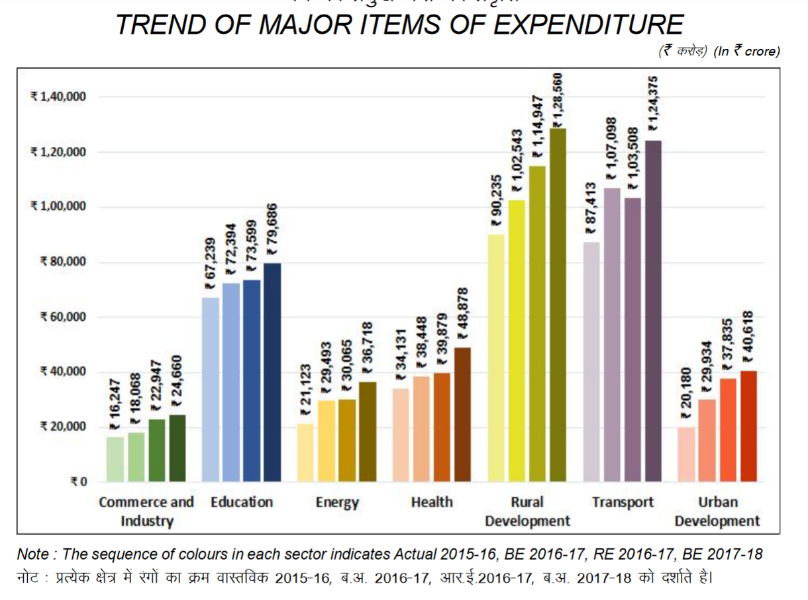 TREND OF MAJOR ITEMS OF EXPENDITURE
(₹ करोड़) (In ₹ crore)
₹ 1,40,000
₹ 1,20,000
₹ 1,00,000
₹ 80,000
₹ 60,000
₹ 40,000
₹ 20,000
₹ 0
₹ 16,247
₹ 18,068
₹ 22,947
₹ 24,660
₹ 67,239
₹ 72,394
₹ 73,599
₹ 79,686
₹ 21,123
₹ 29,493
₹ 30,065
₹ 36,718
₹ 34,131
₹ 38,448
₹ 39,879
₹ 48,878
₹ 90,235
₹ 1,02,543
₹ 1,14,947
₹ 1,28,560
₹ 87,413
₹ 1,07,098
₹ 1,03,508
₹ 1,24,375
₹ 20,180
₹ 29,934
₹ 37,835
₹ 40,618
Commerce and
Industry
Education
Energy
Health
Rural
Development
Transport
Urban
Development
Note : The sequence of colours in each sector indicates Actual 2015-16, BE 2016-17, RE 2016-17, BE 2017-18
नोट : प्रत्येक क्षेत्र में रंगों का क्रम वास्तविक 2015-16, ब.अ. 2016-17, आर.ई.2016-17, ब.अ. 2017-18 को दर्शाते है।